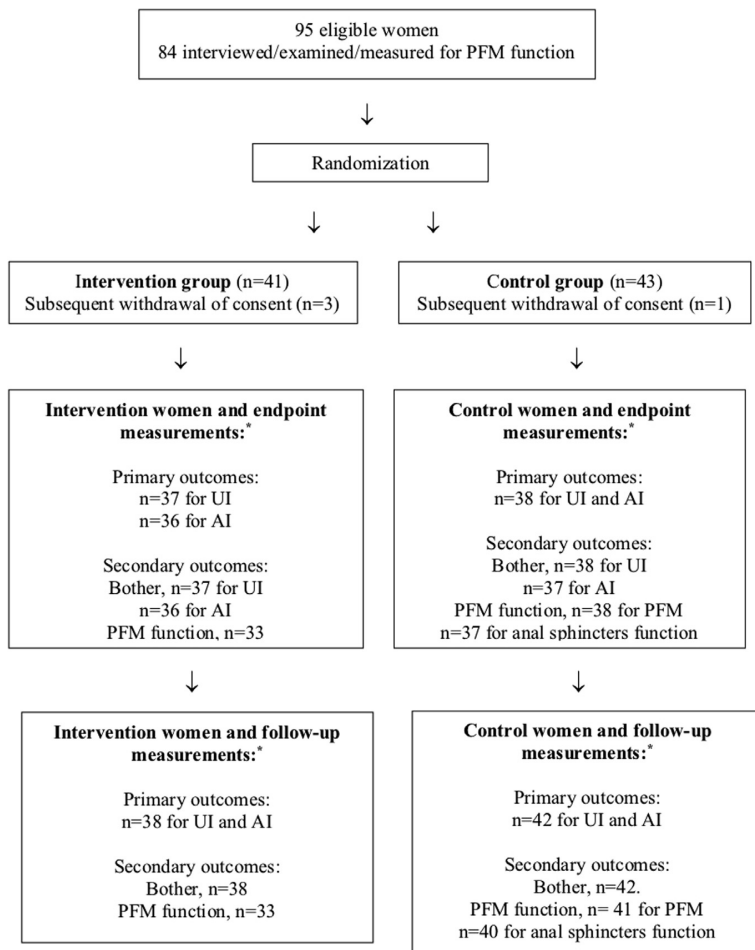 95 eligible women
84 interviewed/examined/measured for PFM function
↓
Randomization
↓ ↓
Intervention group (n=41)
Subsequent withdrawal of consent (n=3)
Control group (n=43)
Subsequent withdrawal of consent (n=1)
↓ ↓
Intervention women and endpoint
measurements:*
Primary outcomes:
n=37 for UI
n=36 for AI
Secondary outcomes:
Bother, n=37 for UI
n=36 for AI
PFM function, n=33
Control women and endpoint
measurements:*
Primary outcomes:
n=38 for UI and AI
Secondary outcomes:
Bother, n=38 for UI
n=37 for AI
PFM function, n=38 for PFM
n=37 for anal sphincters function
↓ ↓
Intervention women and follow-up
measurements:*
Primary outcomes:
n=38 for UI and AI
Secondary outcomes:
Bother, n=38
PFM function, n=33
Control women and follow-up
measurements:*
Primary outcomes:
n=42 for UI and AI
Secondary outcomes:
Bother, n=42.
PFM function, n= 41 for PFM
n=40 for anal sphincters function